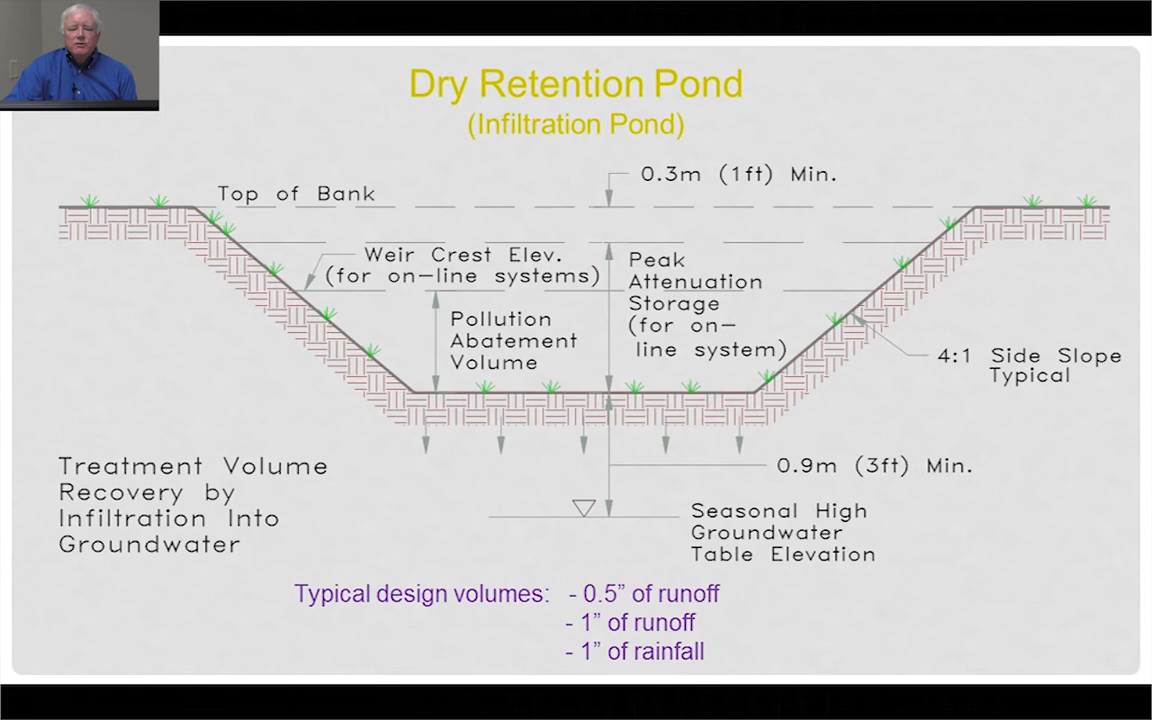 Dry Retention Pond
(Infiltration Pond)
0.3m (1ft) Min.
Top of Bank
Weir Crest Elev.
(for on-line systems)
Peak
Attenuation
Storage
(for on-
line system)
Pollution
Abatement
Volume
4:1 Side Slope
Typical
Treatment Volume
Recovery by
Infiltration Into
Groundwater
0.9m (3ft) Min.
Seasonal High
Groundwater
Table Elevation
Typical design volumes: - 0.5” of runoff
- 1” of runoff
- 1” of rainfall